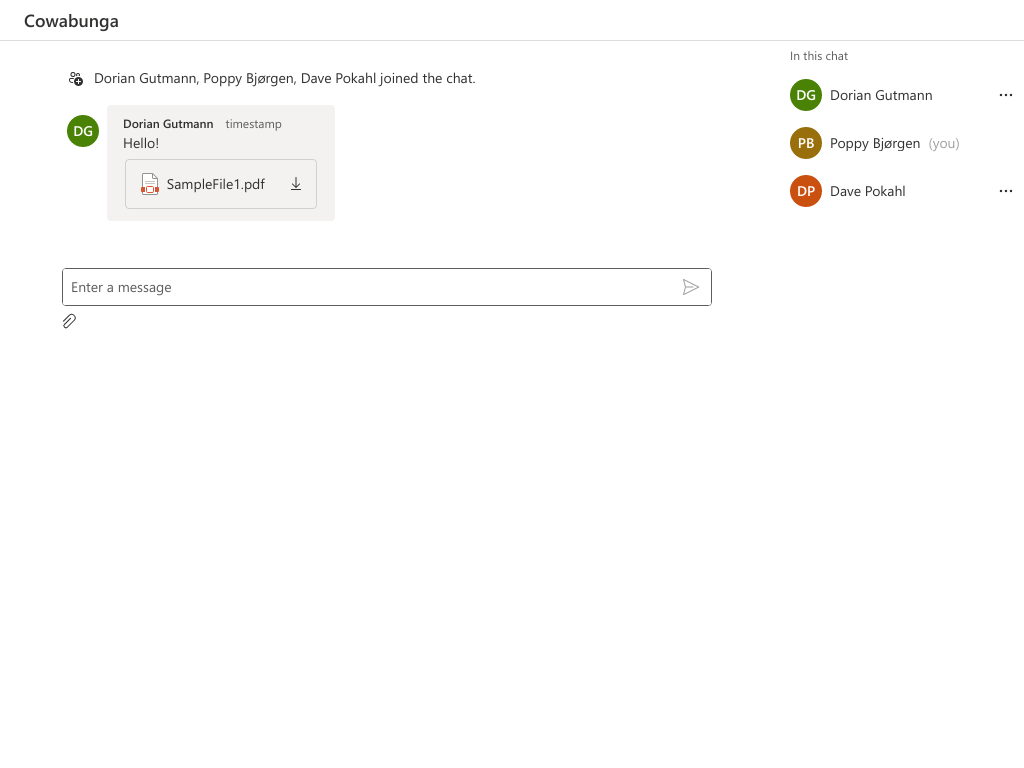 Cowabunga
Dorian Gutmann, Poppy Bjørgen, Dave Pokahl joined the chat.
DG
Dorian Gutmann timestamp
Hello!
SampleFile1.pdf
Enter a message
In this chat
DG Dorian Gutmann
PB Poppy Bjørgen (you)
DP Dave Pokahl